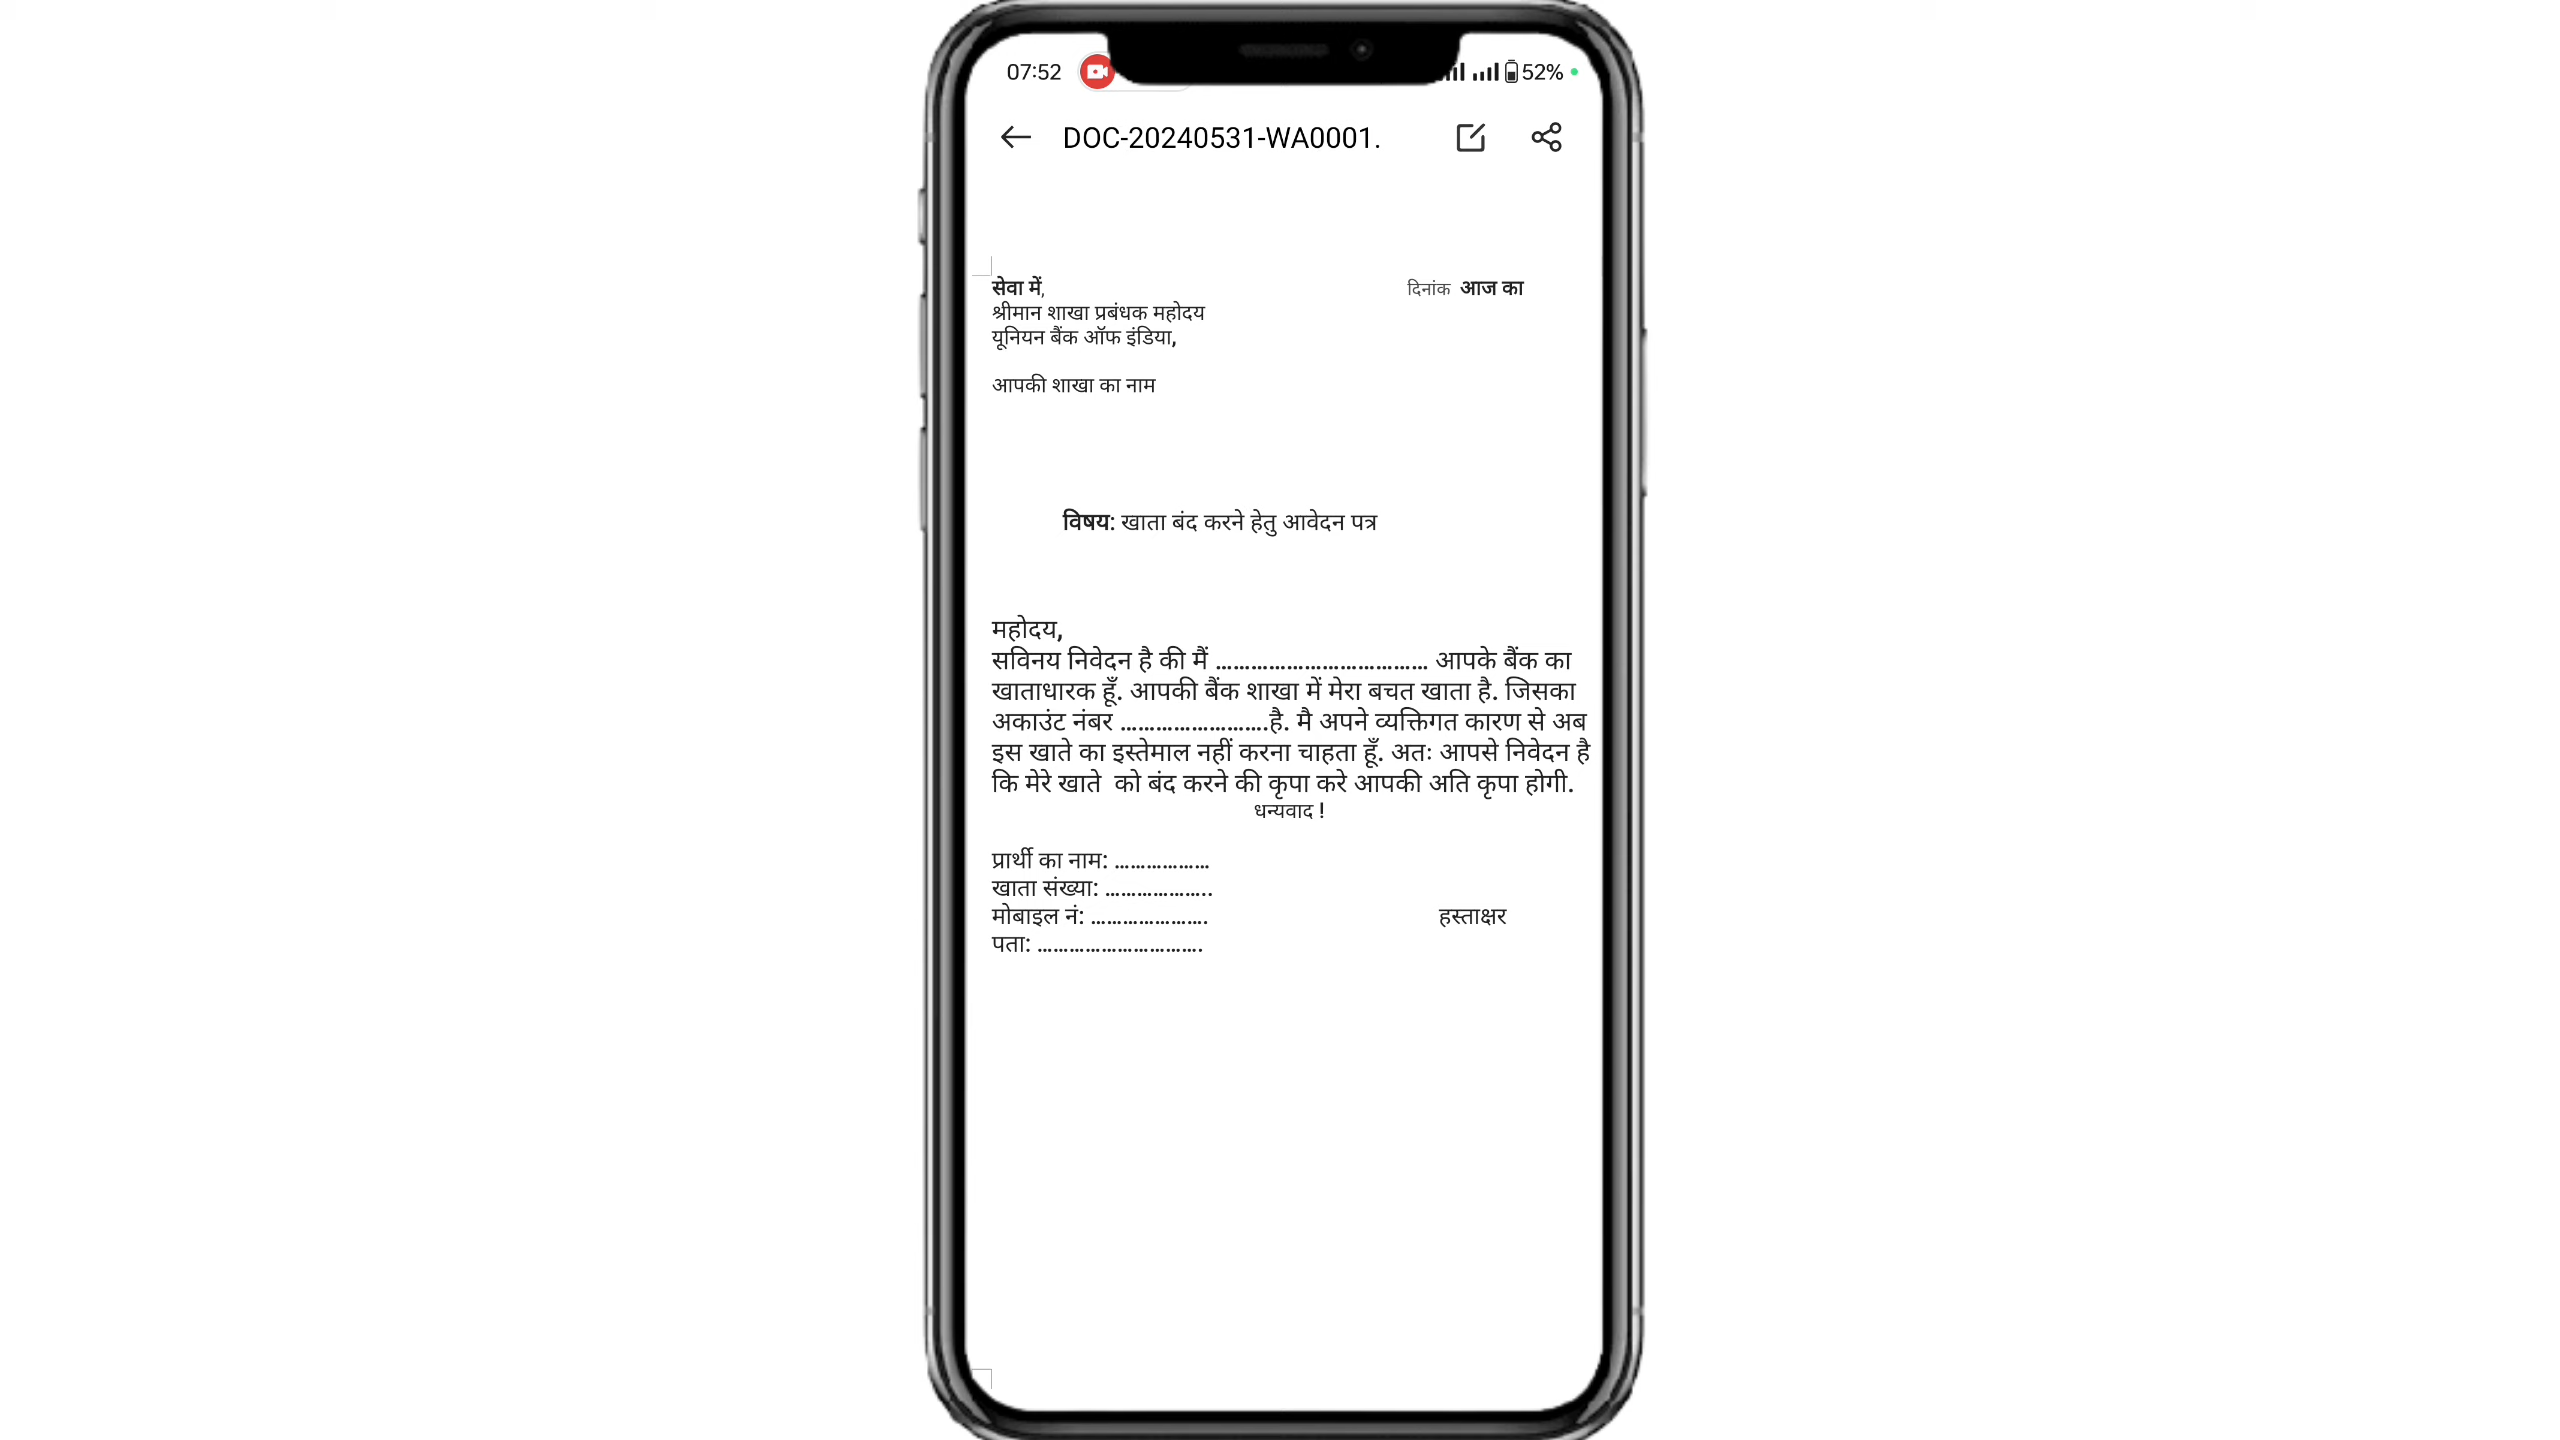 07:52 52%
DOC-20240531-WA0001.
सेवा में, दिनांक आज का
श्रीमान शाखा प्रबंधक महोदय
यूनियन बैंक ऑफ इंडिया,
आपकी शाखा का नाम
विषय: खाता बंद करने हेतु आवेदन पत्र
महोदय,
सविनय निवेदन है की मैं ……………………………… आपके बैंक का
खाताधारक हूँ. आपकी बैंक शाखा में मेरा बचत खाता है. जिसका
अकाउंट नंबर …………………….है. मै अपने व्यक्तिगत कारण से अब
इस खाते का इस्तेमाल नहीं करना चाहता हूँ. अतः आपसे निवेदन है
कि मेरे खाते  को बंद करने की कृपा करे आपकी अति कृपा होगी.
धन्यवाद !
प्रार्थी का नाम: ………………
खाता संख्या: ………………..
मोबाइल नं: …………………. हस्ताक्षर
पता: ………………………….